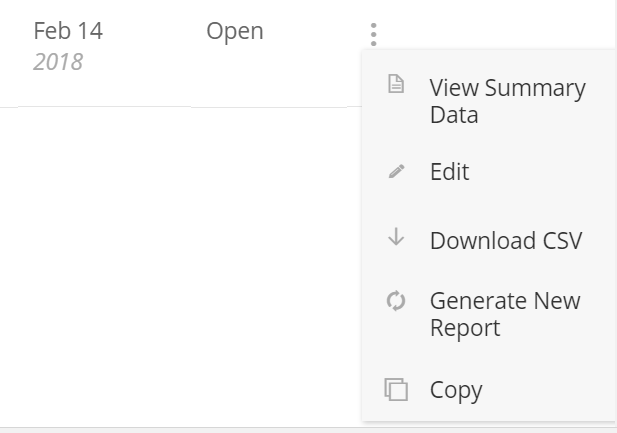 Feb 14
2018
Open
View Summary
Data
Edit
Download CSV
Generate New
Report
Copy